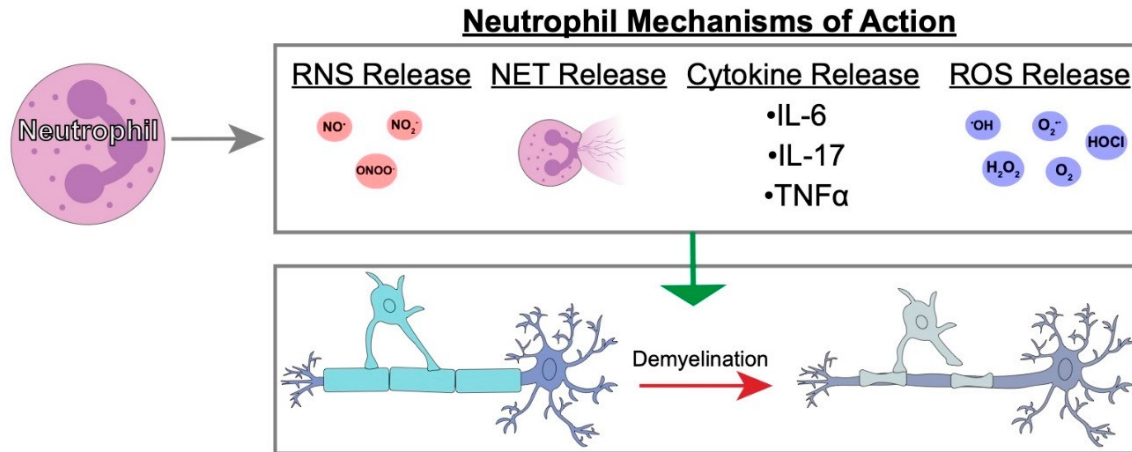 Neutrophil Mechanisms of Action
Neutrophil
RNS Release
NO•
NO₂⁻
ONOO⁻
NET Release
Cytokine Release
•IL-6
•IL-17
•TNFα
ROS Release
•OH
O₂•⁻
HOCl
H₂O₂
O₂
Demyelination